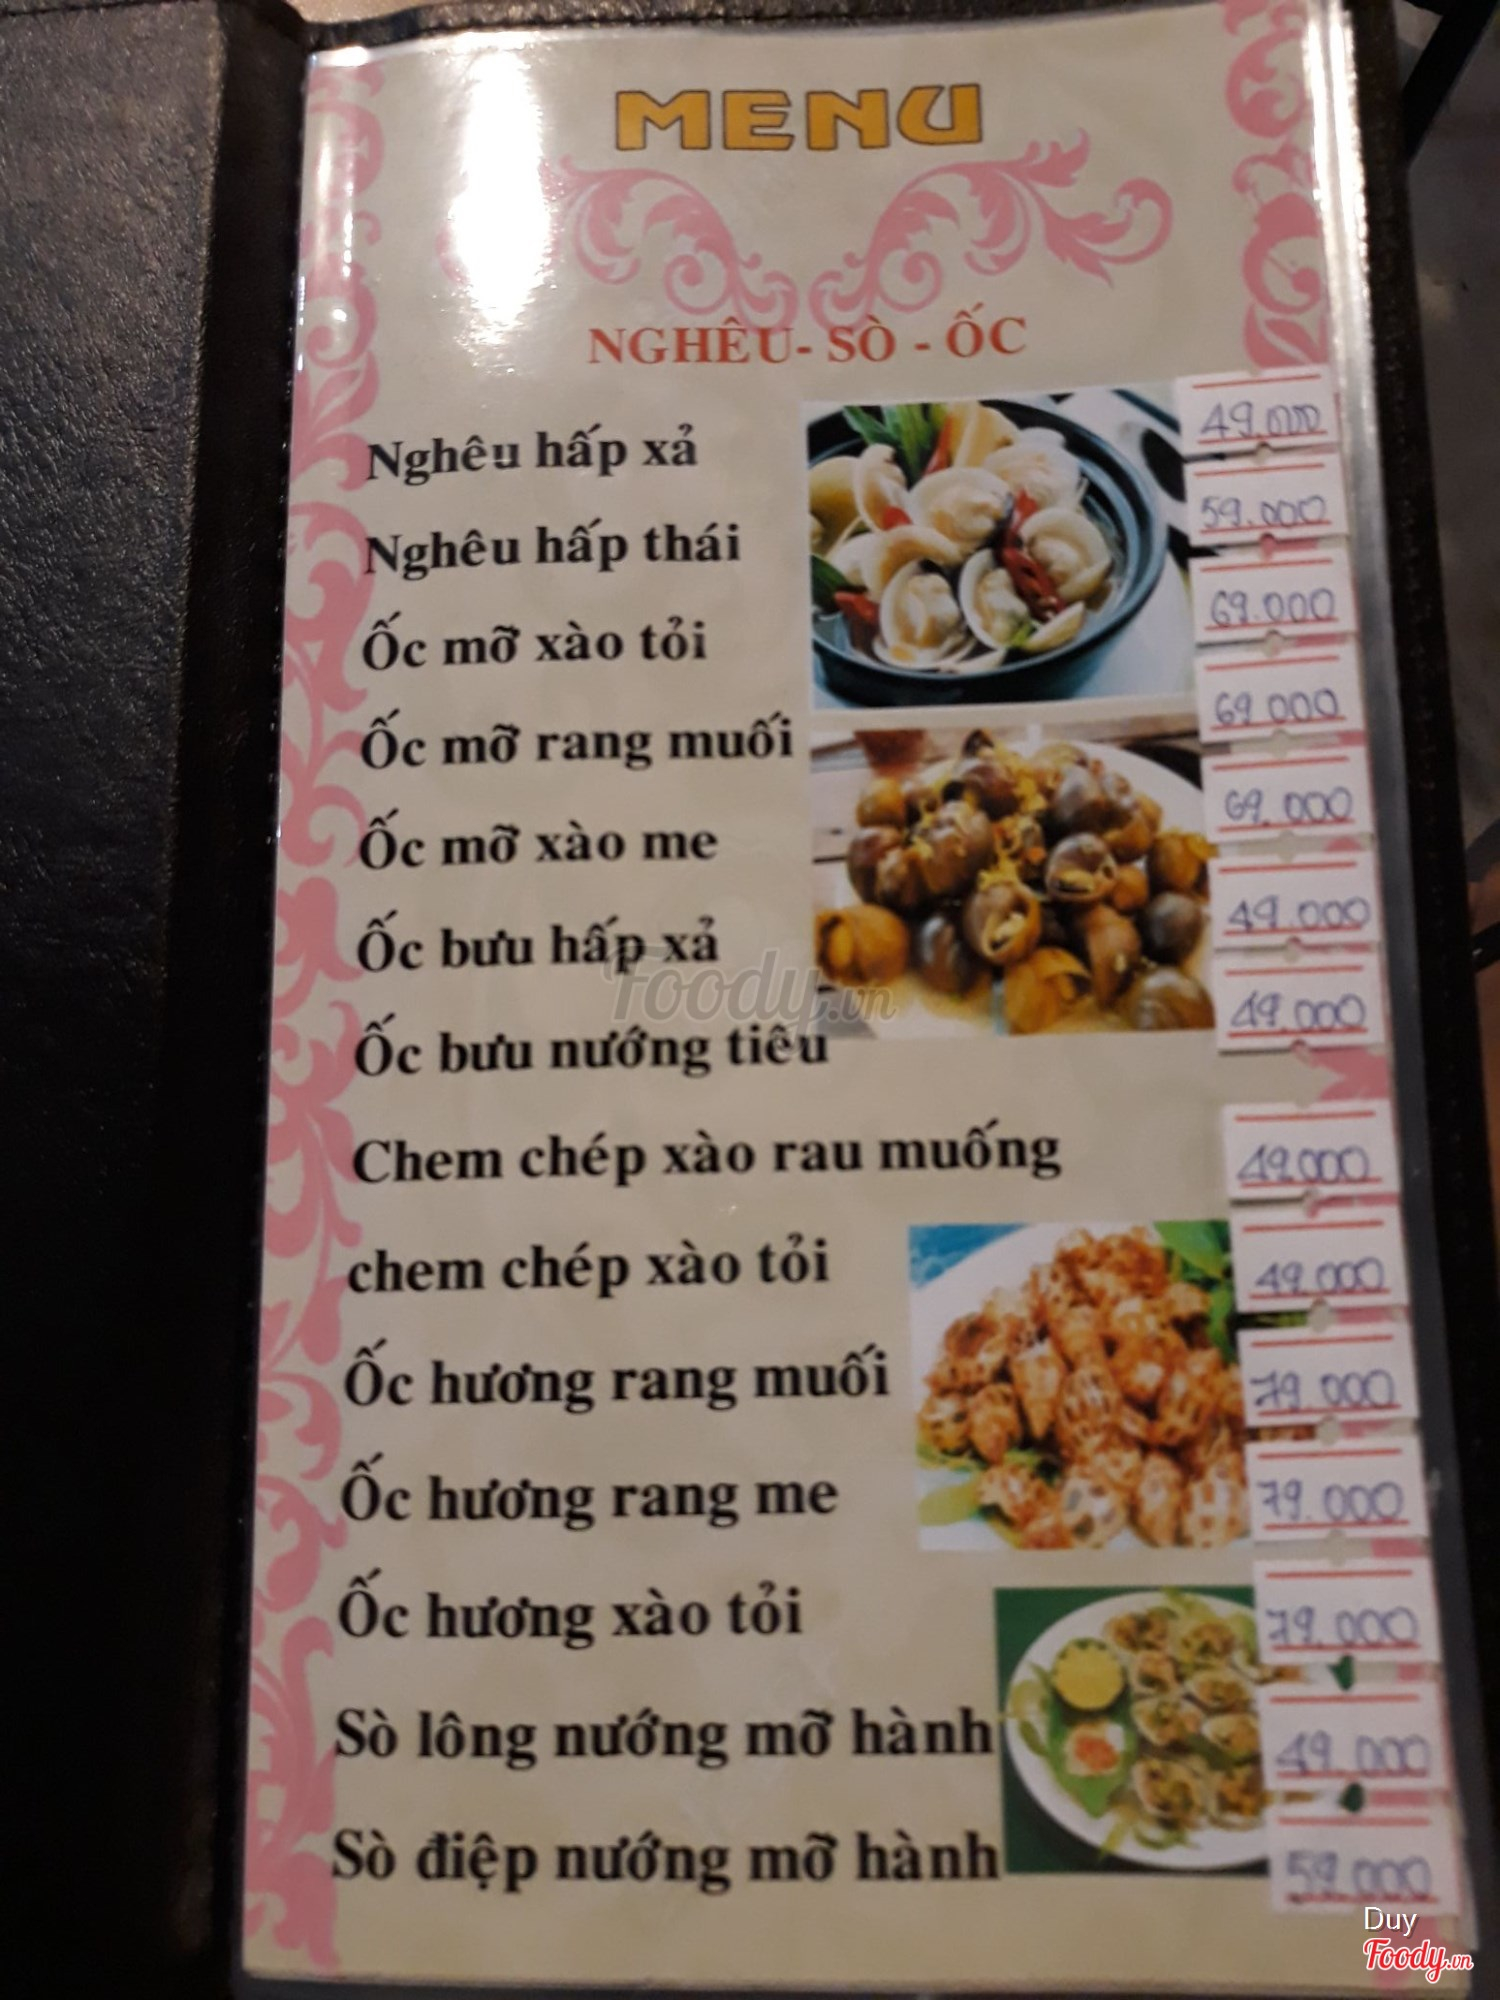 MENU
NGHÊU- SÒ - ỐC
Nghêu hấp xả 49.000
Nghêu hấp thái 59.000
Ốc mỡ xào tỏi 69.000
Ốc mỡ rang muối 69.000
Ốc mỡ xào me 69.000
Ốc bưu hấp xả 49.000
Ốc bưu nướng tiêu 49.000
Chem chép xào rau muống 49.000
chem chép xào tỏi 49.000
Ốc hương rang muối 79.000
Ốc hương rang me 79.000
Ốc hương xào tỏi 79.000
Sò lông nướng mỡ hành 49.000
Sò điệp nướng mỡ hành 59.000
Foody.vn
Duy
Foody.vn